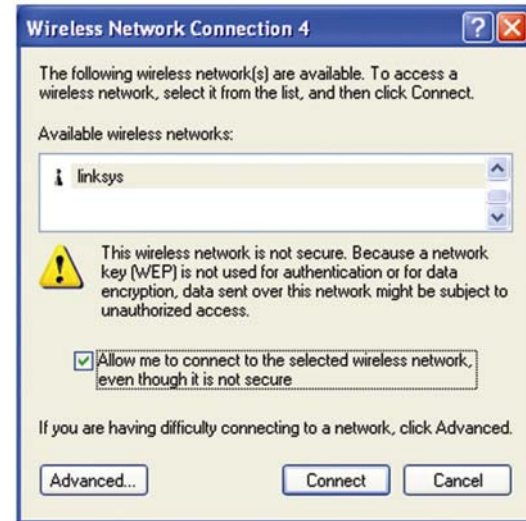 Wireless Network Connection 4
The following wireless network(s) are available. To access a
wireless network, select it from the list, and then click Connect.
Available wireless networks:
linksys
This wireless network is not secure. Because a network
key (WEP) is not used for authentication or for data
encryption, data sent over this network might be subject to
unauthorized access.
Allow me to connect to the selected wireless network,
even though it is not secure
If you are having difficulty connecting to a network, click Advanced.
Advanced... Connect Cancel